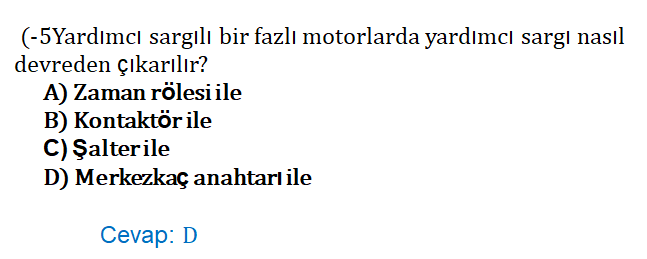 (-5Yardımcı sargılı bir fazlı motorlarda yardımcı sargı nasıl
devreden çıkarılır?
A) Zaman rölesi ile
B) Kontaktör ile
C) Şalter ile
D) Merkezkaç anahtarı ile
Cevap: D